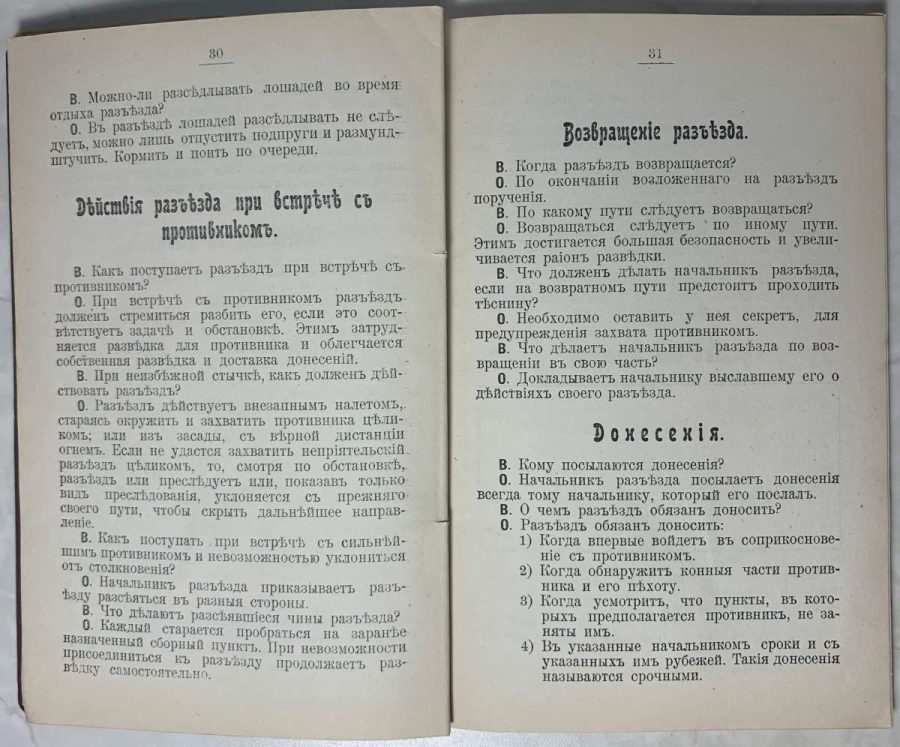 30
В. Можно-ли разсѣдлывать лошадей во время
отдыха разъѣзда?
О. Въ разъѣздѣ лошадей разсѣдлывать не слѣ-
дуетъ, можно лишь отпустить подпруги и размунд-
штучить. Кормить и поить по очереди.
Дѣйствія разъѣзда при встрѣчѣ съ
противникомъ.
В. Какъ поступаетъ разъѣздъ при встрѣчѣ съ
противникомъ?
О. При встрѣчѣ съ противникомъ разъѣздъ
долженъ стремиться разбить его, если это соот-
вѣтствуетъ задачѣ и обстановкѣ. Этимъ затруд-
няется развѣдка для противника и облегчается
собственная развѣдка и доставка донесеній.
В. При неизбѣжной стычкѣ, какъ долженъ дѣй-
ствовать разъѣздъ?
О. Разъѣздъ дѣйствуетъ внезапнымъ налетомъ,
стараясь окружить и захватить противника цѣли-
комъ; или изъ засады, съ вѣрной дистанціи
огнемъ. Если не удастся захватить непріятельскій
разъѣздъ цѣликомъ, то, смотря по обстановкѣ,
разъѣздъ или преслѣдуетъ или, показавъ только
видъ преслѣдованія, уклоняется съ прежняго
своего пути, чтобы скрыть дальнѣйшее направ-
леніе.
В. Какъ поступать при встрѣчѣ съ сильнѣй-
шимъ противникомъ и невозможностью уклониться
отъ столкновенія?
О. Начальникъ разъѣзда приказываетъ разъ-
ѣзду разсѣяться въ разныя стороны.
В. Что дѣлаютъ разсѣявшіеся чины разъѣзда?
О. Каждый старается пробраться на заранѣе
назначенный сборный пунктъ. При невозможности
присоединиться къ разъѣзду продолжаетъ раз-
вѣдку самостоятельно.
31
Возвращеніе разъѣзда.
В. Когда разъѣздъ возвращается?
О. По окончаніи возложеннаго на разъѣздъ
порученія.
В. По какому пути слѣдуетъ возвращаться?
О. Возвращаться слѣдуетъ по иному пути.
Этимъ достигается большая безопасность и увели-
чивается раіонъ развѣдки.
В. Что долженъ дѣлать начальникъ разъѣзда,
если на возвратномъ пути предстоитъ проходить
тѣснину?
О. Необходимо оставить у нея секретъ, для
предупрежденія захвата противникомъ.
В. Что дѣлаетъ начальникъ разъѣзда по воз-
вращеніи въ свою часть?
О. Докладываетъ начальнику выславшему его о
дѣйствіяхъ своего разъѣзда.
Донесенія.
В. Кому посылаются донесенія?
О. Начальникъ разъѣзда посылаетъ донесенія
всегда тому начальнику, который его послалъ.
В. О чемъ разъѣздъ обязанъ доносить?
О. Разъѣздъ обязанъ доносить:
1) Когда впервые войдетъ въ соприкоснове-
ніе съ противникомъ.
2) Когда обнаружитъ конныя части против-
ника и его пѣхоту.
3) Когда усмотритъ, что пункты, въ кото-
рыхъ предполагается противникъ, не за-
няты имъ.
4) Въ указанные начальникомъ сроки и съ
указанныхъ имъ рубежей. Такія донесенія
называются срочными.